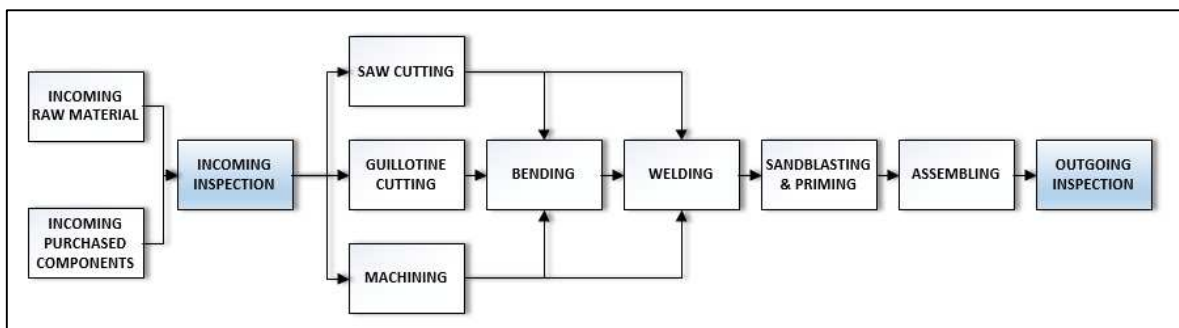 INCOMING
RAW MATERIAL
INCOMING
PURCHASED
COMPONENTS
INCOMING
INSPECTION
SAW CUTTING
GUILLOTINE
CUTTING
MACHINING
BENDING
WELDING
SANDBLASTING
& PRIMING
ASSEMBLING
OUTGOING
INSPECTION